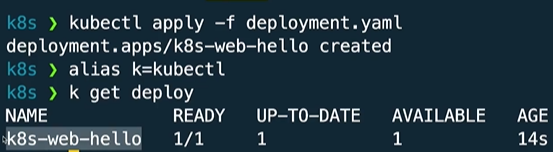 k8s ❯ kubectl apply -f deployment.yaml
deployment.apps/k8s-web-hello created
k8s ❯ alias k=kubectl
k8s ❯ k get deploy
NAME READY UP-TO-DATE AVAILABLE AGE
k8s-web-hello 1/1 1 1 14s